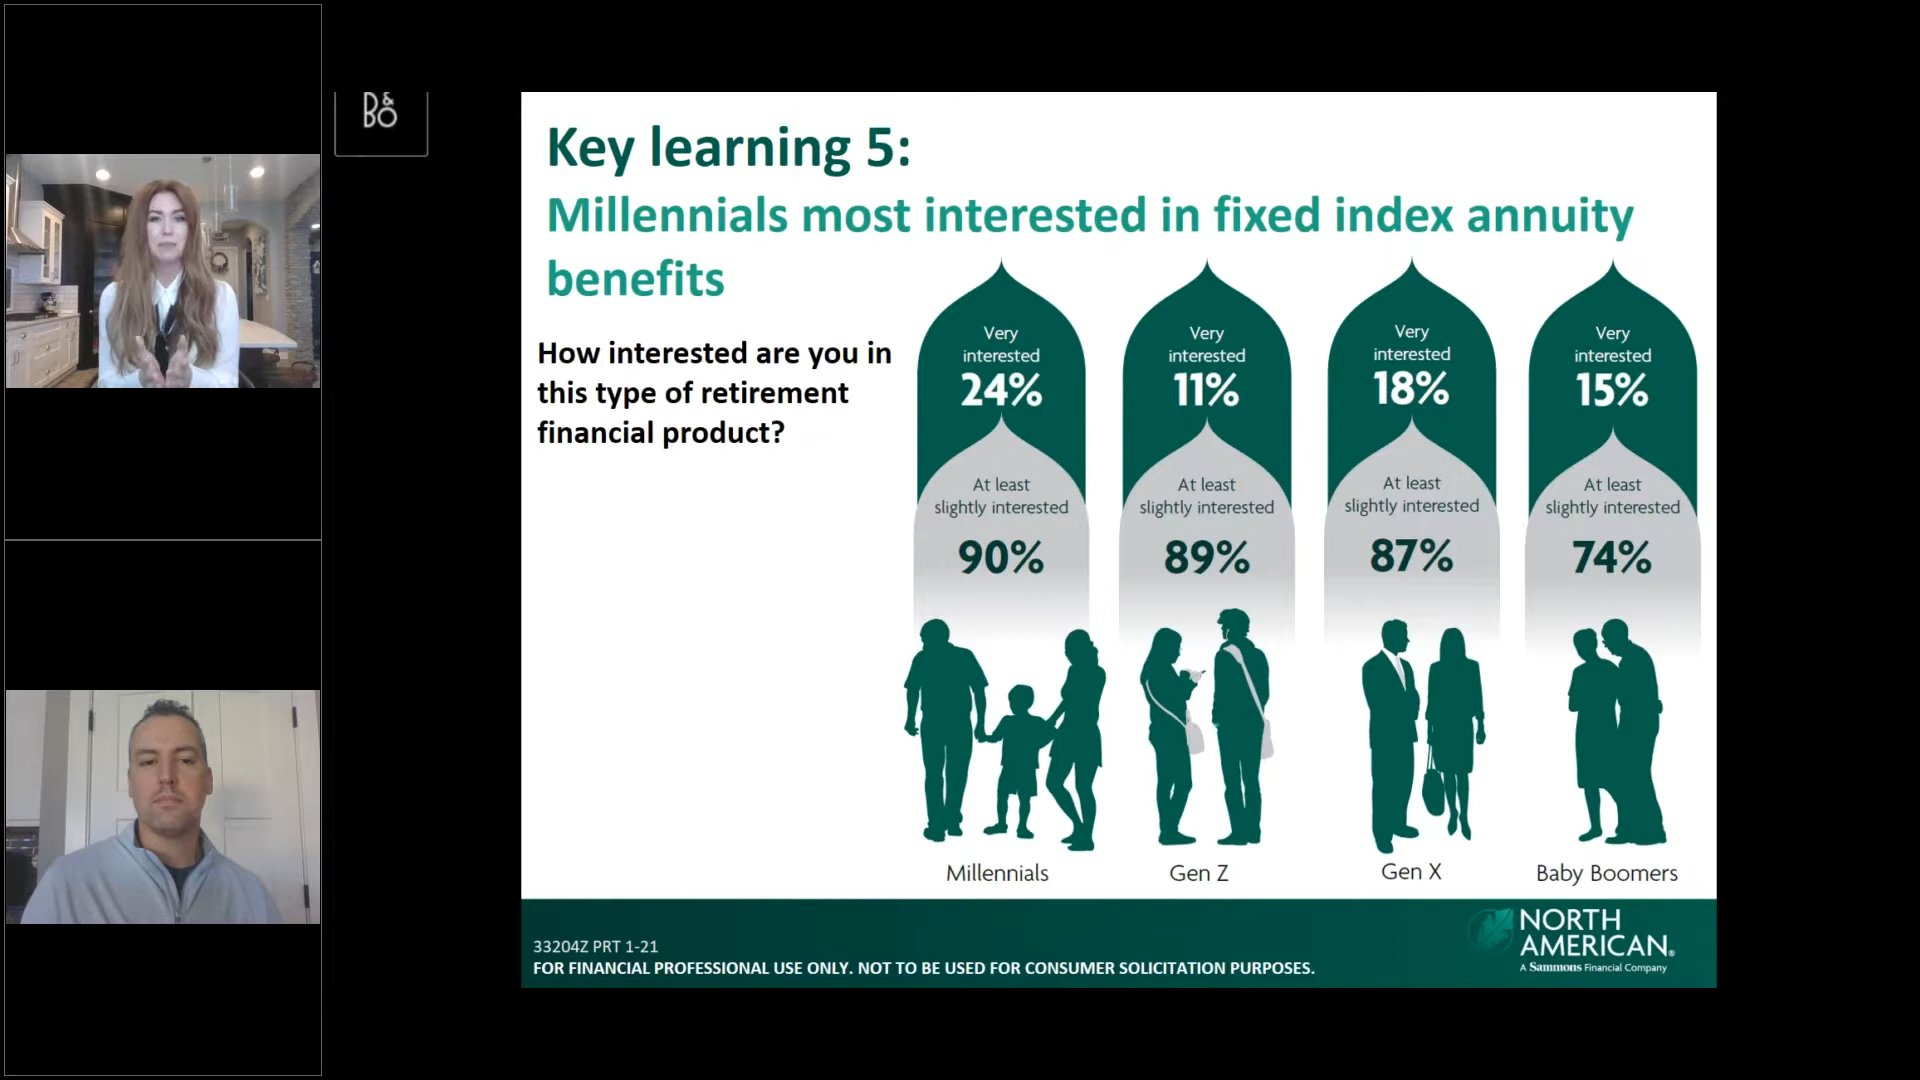 B&O
Key learning 5:
Millennials most interested in fixed index annuity
benefits
How interested are you in
this type of retirement
financial product?
Very
interested
24%
At least
slightly interested
90%
Millennials
Very
interested
11%
At least
slightly interested
89%
Gen Z
Very
interested
18%
At least
slightly interested
87%
Gen X
Very
interested
15%
At least
slightly interested
74%
Baby Boomers
33204Z PRT 1-21
FOR FINANCIAL PROFESSIONAL USE ONLY. NOT TO BE USED FOR CONSUMER SOLICITATION PURPOSES.
NORTH
AMERICAN®
A Sammons Financial Company